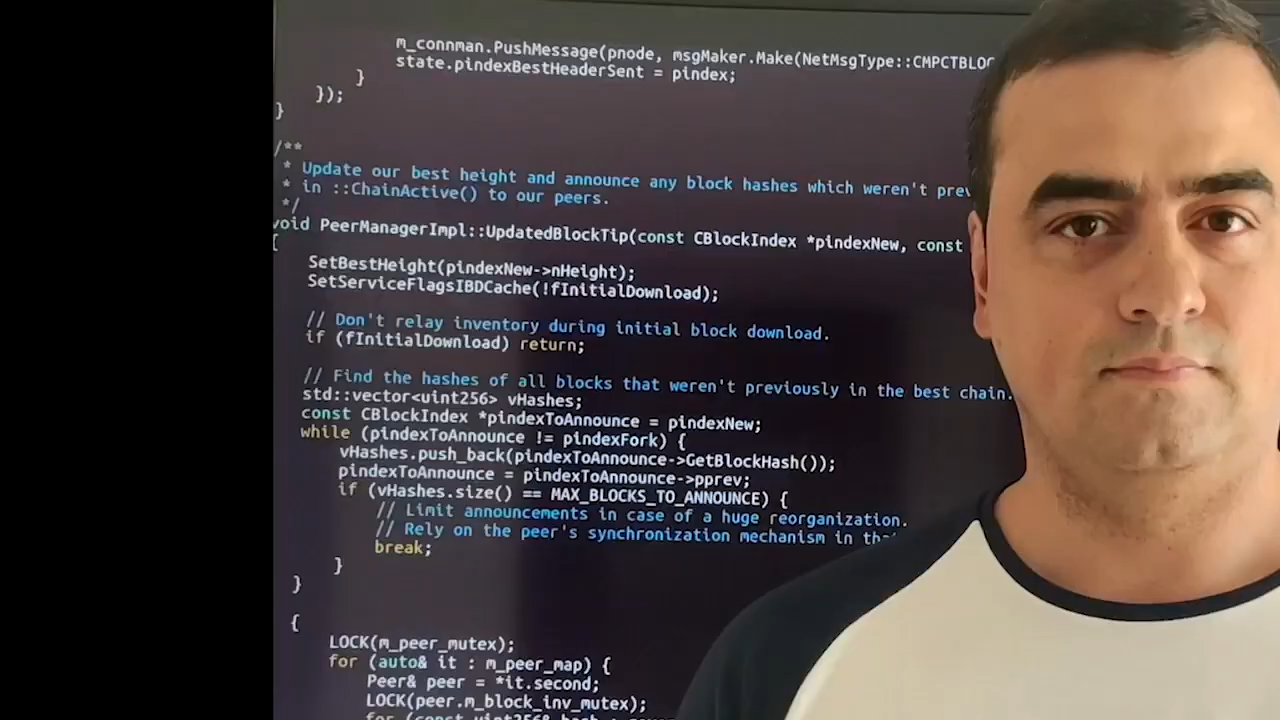 m_connman.PushMessage(pnode, msgMaker.Make(NetMsgType::CMPCTBLOC
state.pindexBestHeaderSent = pindex;
}
});
}
/**
* Update our best height and announce any block hashes which weren't prev
* in ::ChainActive() to our peers.
*/
void PeerManagerImpl::UpdatedBlockTip(const CBlockIndex *pindexNew, const
{
SetBestHeight(pindexNew->nHeight);
SetServiceFlagsIBDCache(!fInitialDownload);
// Don't relay inventory during initial block download.
if (fInitialDownload) return;
// Find the hashes of all blocks that weren't previously in the best chain.
std::vector<uint256> vHashes;
const CBlockIndex *pindexToAnnounce = pindexNew;
while (pindexToAnnounce != pindexFork) {
vHashes.push_back(pindexToAnnounce->GetBlockHash());
pindexToAnnounce = pindexToAnnounce->pprev;
if (vHashes.size() == MAX_BLOCKS_TO_ANNOUNCE) {
// Limit announcements in case of a huge reorganization.
// Rely on the peer's synchronization mechanism in
break;
}
}
{
LOCK(m_peer_mutex);
for (auto& it : m_peer_map) {
Peer& peer = *it.second;
LOCK(peer.m_block_inv_mutex);